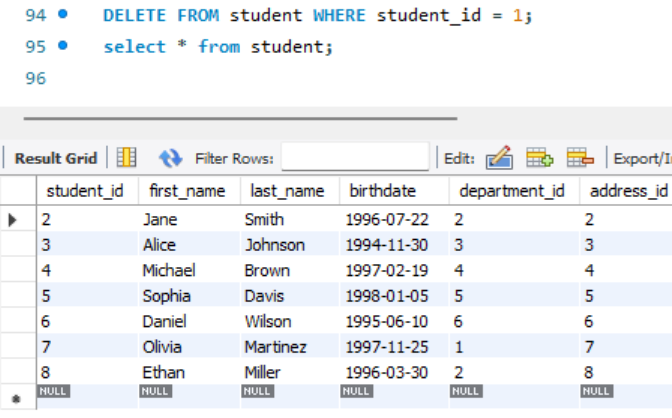 94 DELETE FROM student WHERE student_id = 1;
95 select * from student;
96
Result Grid Filter Rows: Edit: Export/I
student_id first_name last_name birthdate department_id address_id
2 Jane Smith 1996-07-22 2 2
3 Alice Johnson 1994-11-30 3 3
4 Michael Brown 1997-02-19 4 4
5 Sophia Davis 1998-01-05 5 5
6 Daniel Wilson 1995-06-10 6 6
7 Olivia Martinez 1997-11-25 1 7
8 Ethan Miller 1996-03-30 2 8
NULL NULL NULL NULL NULL NULL